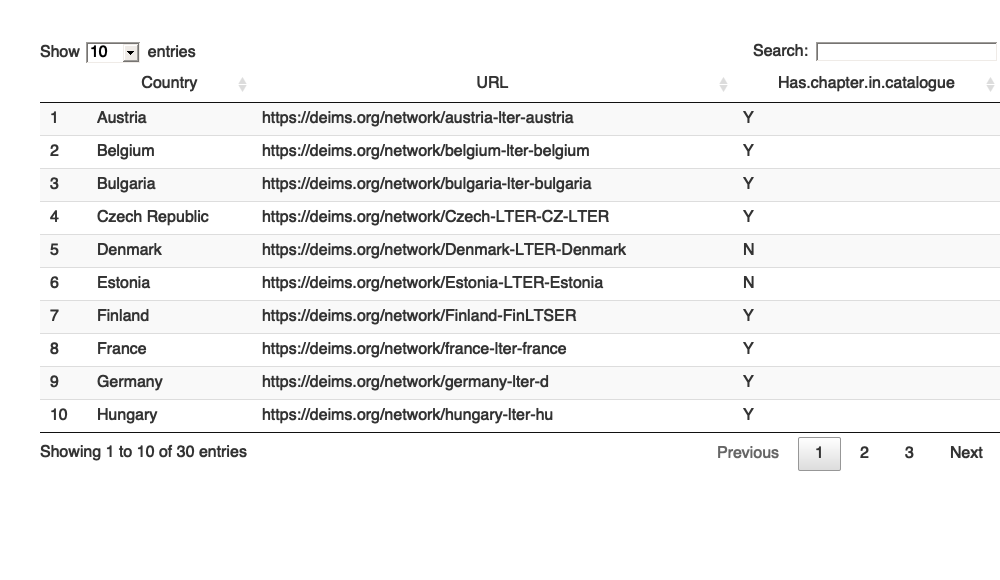 Show 10 entries Search:
Country URL Has.chapter.in.catalogue
1 Austria https://deims.org/network/austria-lter-austria Y
2 Belgium https://deims.org/network/belgium-lter-belgium Y
3 Bulgaria https://deims.org/network/bulgaria-lter-bulgaria Y
4 Czech Republic https://deims.org/network/Czech-LTER-CZ-LTER Y
5 Denmark https://deims.org/network/Denmark-LTER-Denmark N
6 Estonia https://deims.org/network/Estonia-LTER-Estonia N
7 Finland https://deims.org/network/Finland-FinLTSER Y
8 France https://deims.org/network/france-lter-france Y
9 Germany https://deims.org/network/germany-lter-d Y
10 Hungary https://deims.org/network/hungary-lter-hu Y
Showing 1 to 10 of 30 entries Previous 1 2 3 Next